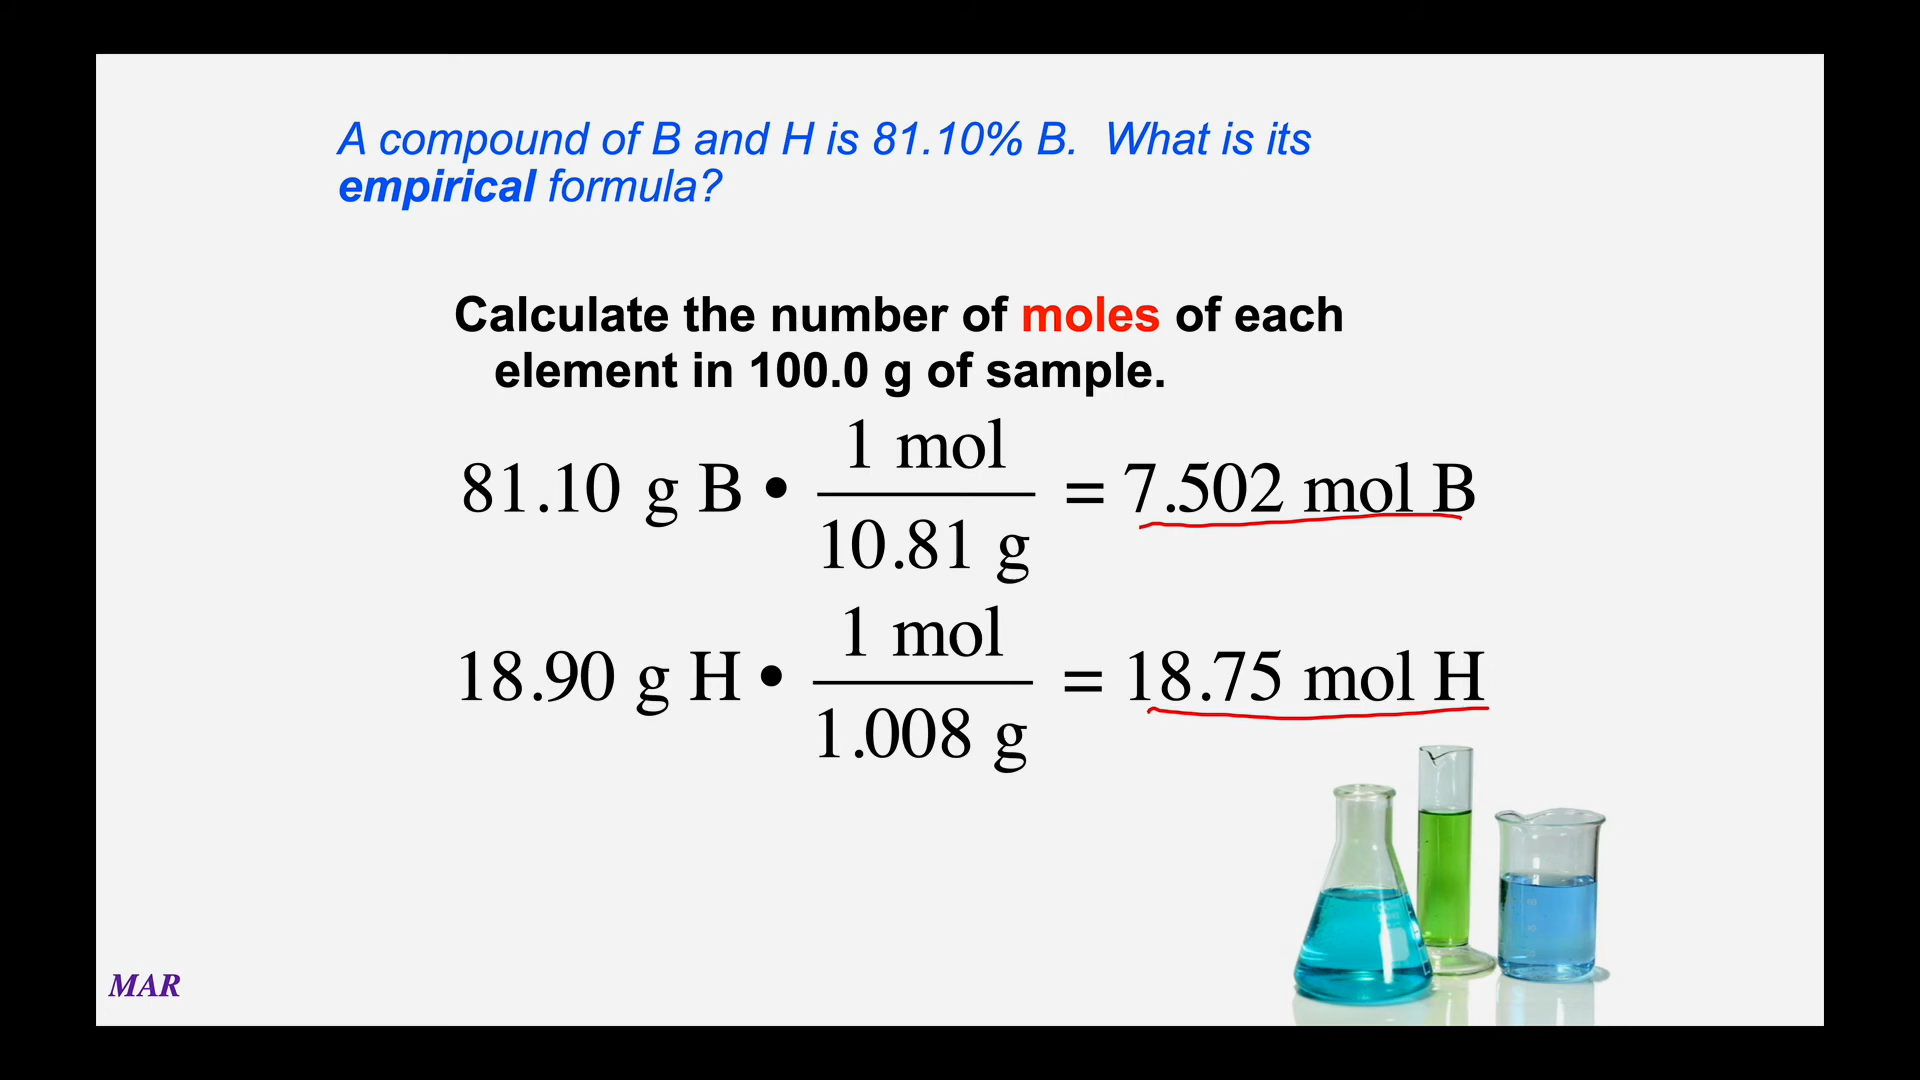 A compound of B and H is 81.10% B. What is its
empirical formula?
Calculate the number of moles of each
element in 100.0 g of sample.
81.10 g B • 1 mol / 10.81 g = 7.502 mol B
18.90 g H • 1 mol / 1.008 g = 18.75 mol H
MAR